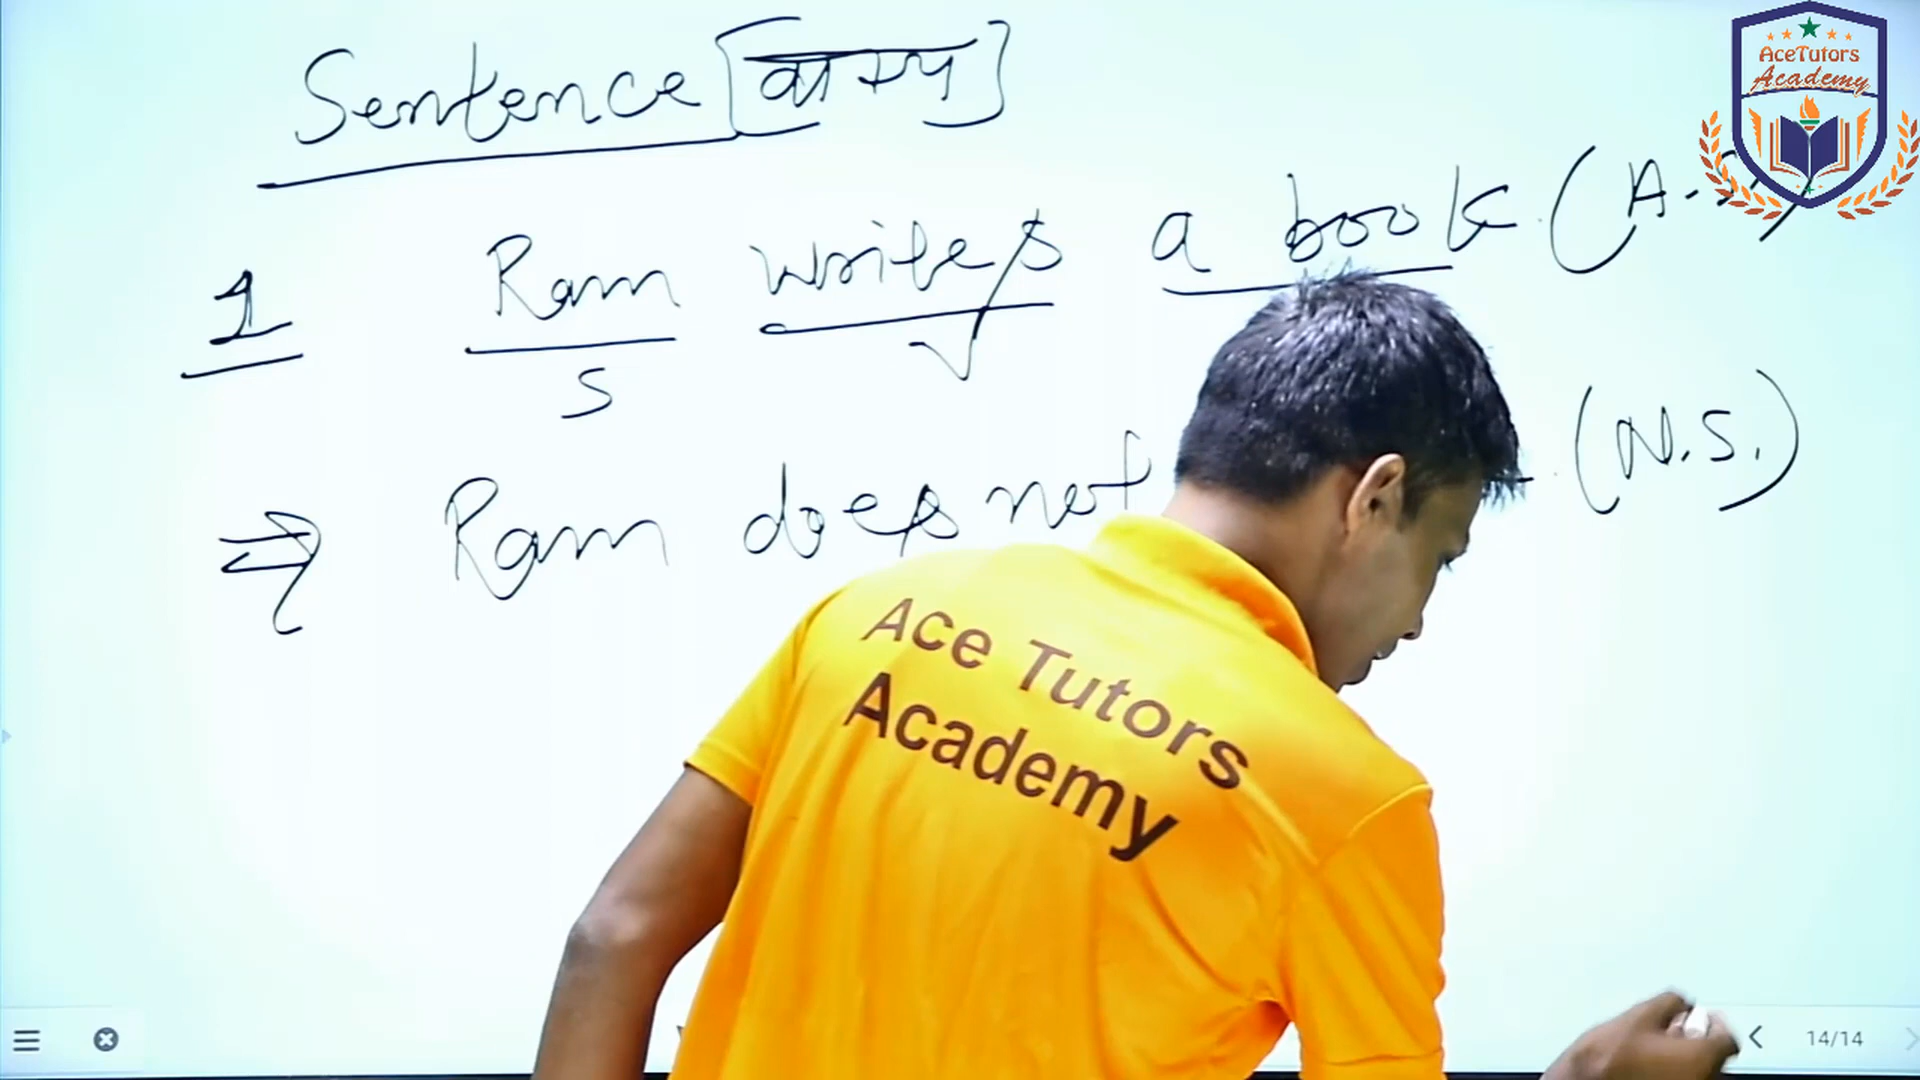 Sentence [वाक्य]
1 Ram writes a book. (A.S.)
S V
⇒ Ram does not . (N.S.)
Ace Tutors
Academy
AceTutors
Academy
14/14